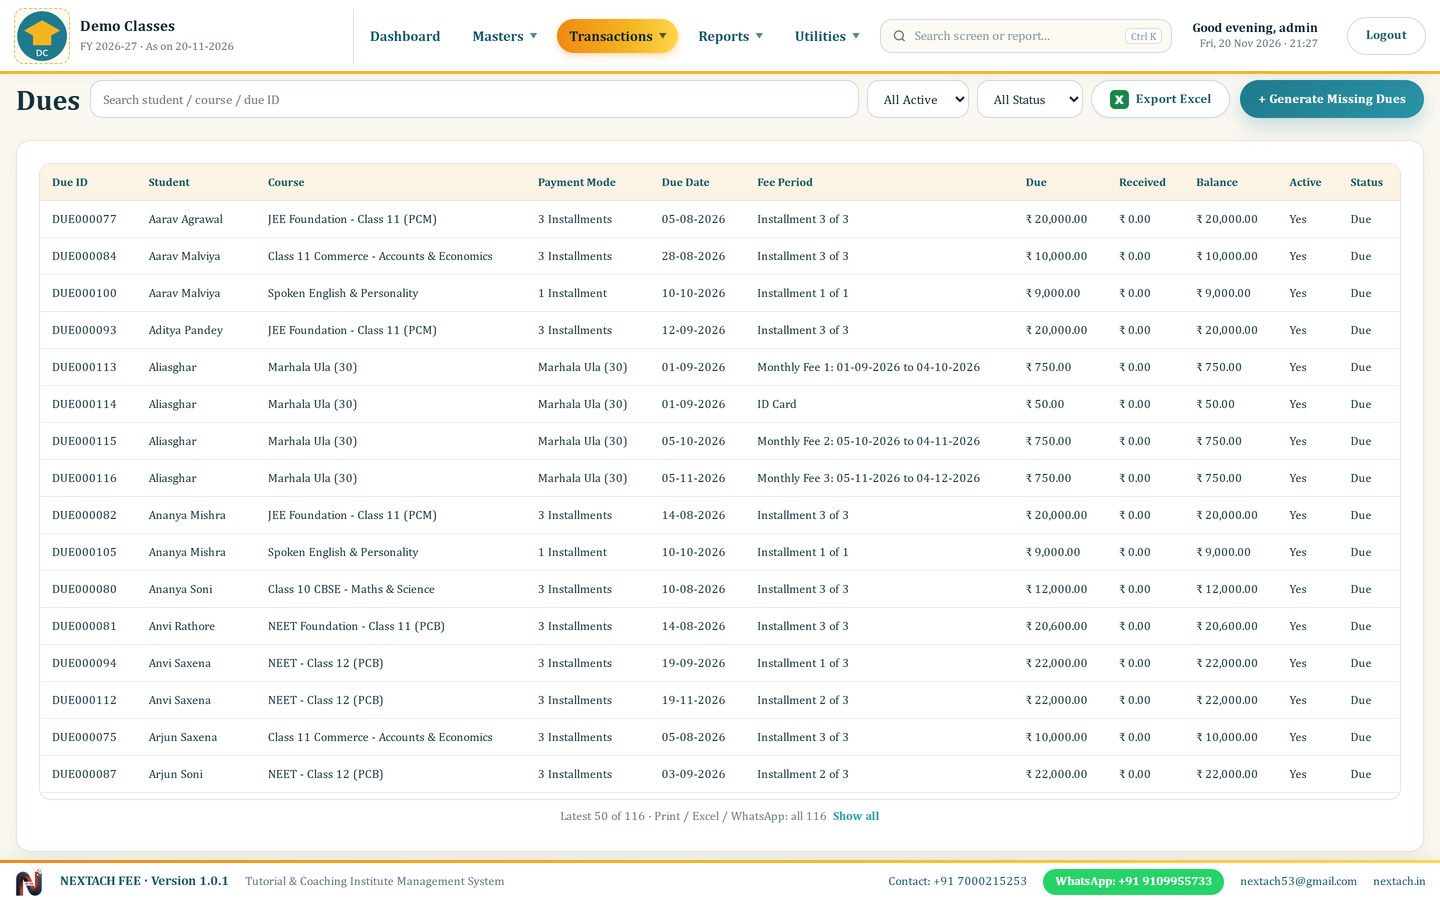 Demo Classes
FY 2026-27 · As on 20-11-2026
DC
Dashboard Masters ▼ Transactions ▼ Reports ▼ Utilities ▼
Search screen or report... Ctrl K
Good evening, admin
Fri, 20 Nov 2026 · 21:27
Logout
Dues Search student / course / due ID All Active All Status X Export Excel + Generate Missing Dues
Due ID Student Course Payment Mode Due Date Fee Period Due Received Balance Active Status
DUE000077 Aarav Agrawal JEE Foundation - Class 11 (PCM) 3 Installments 05-08-2026 Installment 3 of 3 ₹ 20,000.00 ₹ 0.00 ₹ 20,000.00 Yes Due
DUE000084 Aarav Malviya Class 11 Commerce - Accounts & Economics 3 Installments 28-08-2026 Installment 3 of 3 ₹ 10,000.00 ₹ 0.00 ₹ 10,000.00 Yes Due
DUE000100 Aarav Malviya Spoken English & Personality 1 Installment 10-10-2026 Installment 1 of 1 ₹ 9,000.00 ₹ 0.00 ₹ 9,000.00 Yes Due
DUE000093 Aditya Pandey JEE Foundation - Class 11 (PCM) 3 Installments 12-09-2026 Installment 3 of 3 ₹ 20,000.00 ₹ 0.00 ₹ 20,000.00 Yes Due
DUE000113 Aliasghar Marhala Ula (30) Marhala Ula (30) 01-09-2026 Monthly Fee 1: 01-09-2026 to 04-10-2026 ₹ 750.00 ₹ 0.00 ₹ 750.00 Yes Due
DUE000114 Aliasghar Marhala Ula (30) Marhala Ula (30) 01-09-2026 ID Card ₹ 50.00 ₹ 0.00 ₹ 50.00 Yes Due
DUE000115 Aliasghar Marhala Ula (30) Marhala Ula (30) 05-10-2026 Monthly Fee 2: 05-10-2026 to 04-11-2026 ₹ 750.00 ₹ 0.00 ₹ 750.00 Yes Due
DUE000116 Aliasghar Marhala Ula (30) Marhala Ula (30) 05-11-2026 Monthly Fee 3: 05-11-2026 to 04-12-2026 ₹ 750.00 ₹ 0.00 ₹ 750.00 Yes Due
DUE000082 Ananya Mishra JEE Foundation - Class 11 (PCM) 3 Installments 14-08-2026 Installment 3 of 3 ₹ 20,000.00 ₹ 0.00 ₹ 20,000.00 Yes Due
DUE000105 Ananya Mishra Spoken English & Personality 1 Installment 10-10-2026 Installment 1 of 1 ₹ 9,000.00 ₹ 0.00 ₹ 9,000.00 Yes Due
DUE000080 Ananya Soni Class 10 CBSE - Maths & Science 3 Installments 10-08-2026 Installment 3 of 3 ₹ 12,000.00 ₹ 0.00 ₹ 12,000.00 Yes Due
DUE000081 Anvi Rathore NEET Foundation - Class 11 (PCB) 3 Installments 14-08-2026 Installment 3 of 3 ₹ 20,600.00 ₹ 0.00 ₹ 20,600.00 Yes Due
DUE000094 Anvi Saxena NEET - Class 12 (PCB) 3 Installments 19-09-2026 Installment 1 of 3 ₹ 22,000.00 ₹ 0.00 ₹ 22,000.00 Yes Due
DUE000112 Anvi Saxena NEET - Class 12 (PCB) 3 Installments 19-11-2026 Installment 2 of 3 ₹ 22,000.00 ₹ 0.00 ₹ 22,000.00 Yes Due
DUE000075 Arjun Saxena Class 11 Commerce - Accounts & Economics 3 Installments 05-08-2026 Installment 3 of 3 ₹ 10,000.00 ₹ 0.00 ₹ 10,000.00 Yes Due
DUE000087 Arjun Soni NEET - Class 12 (PCB) 3 Installments 03-09-2026 Installment 2 of 3 ₹ 22,000.00 ₹ 0.00 ₹ 22,000.00 Yes Due
Latest 50 of 116 · Print / Excel / WhatsApp: all 116 Show all
N NEXTACH FEE · Version 1.0.1 Tutorial & Coaching Institute Management System Contact: +91 7000215253 WhatsApp: +91 9109955733 nextach53@gmail.com nextach.in